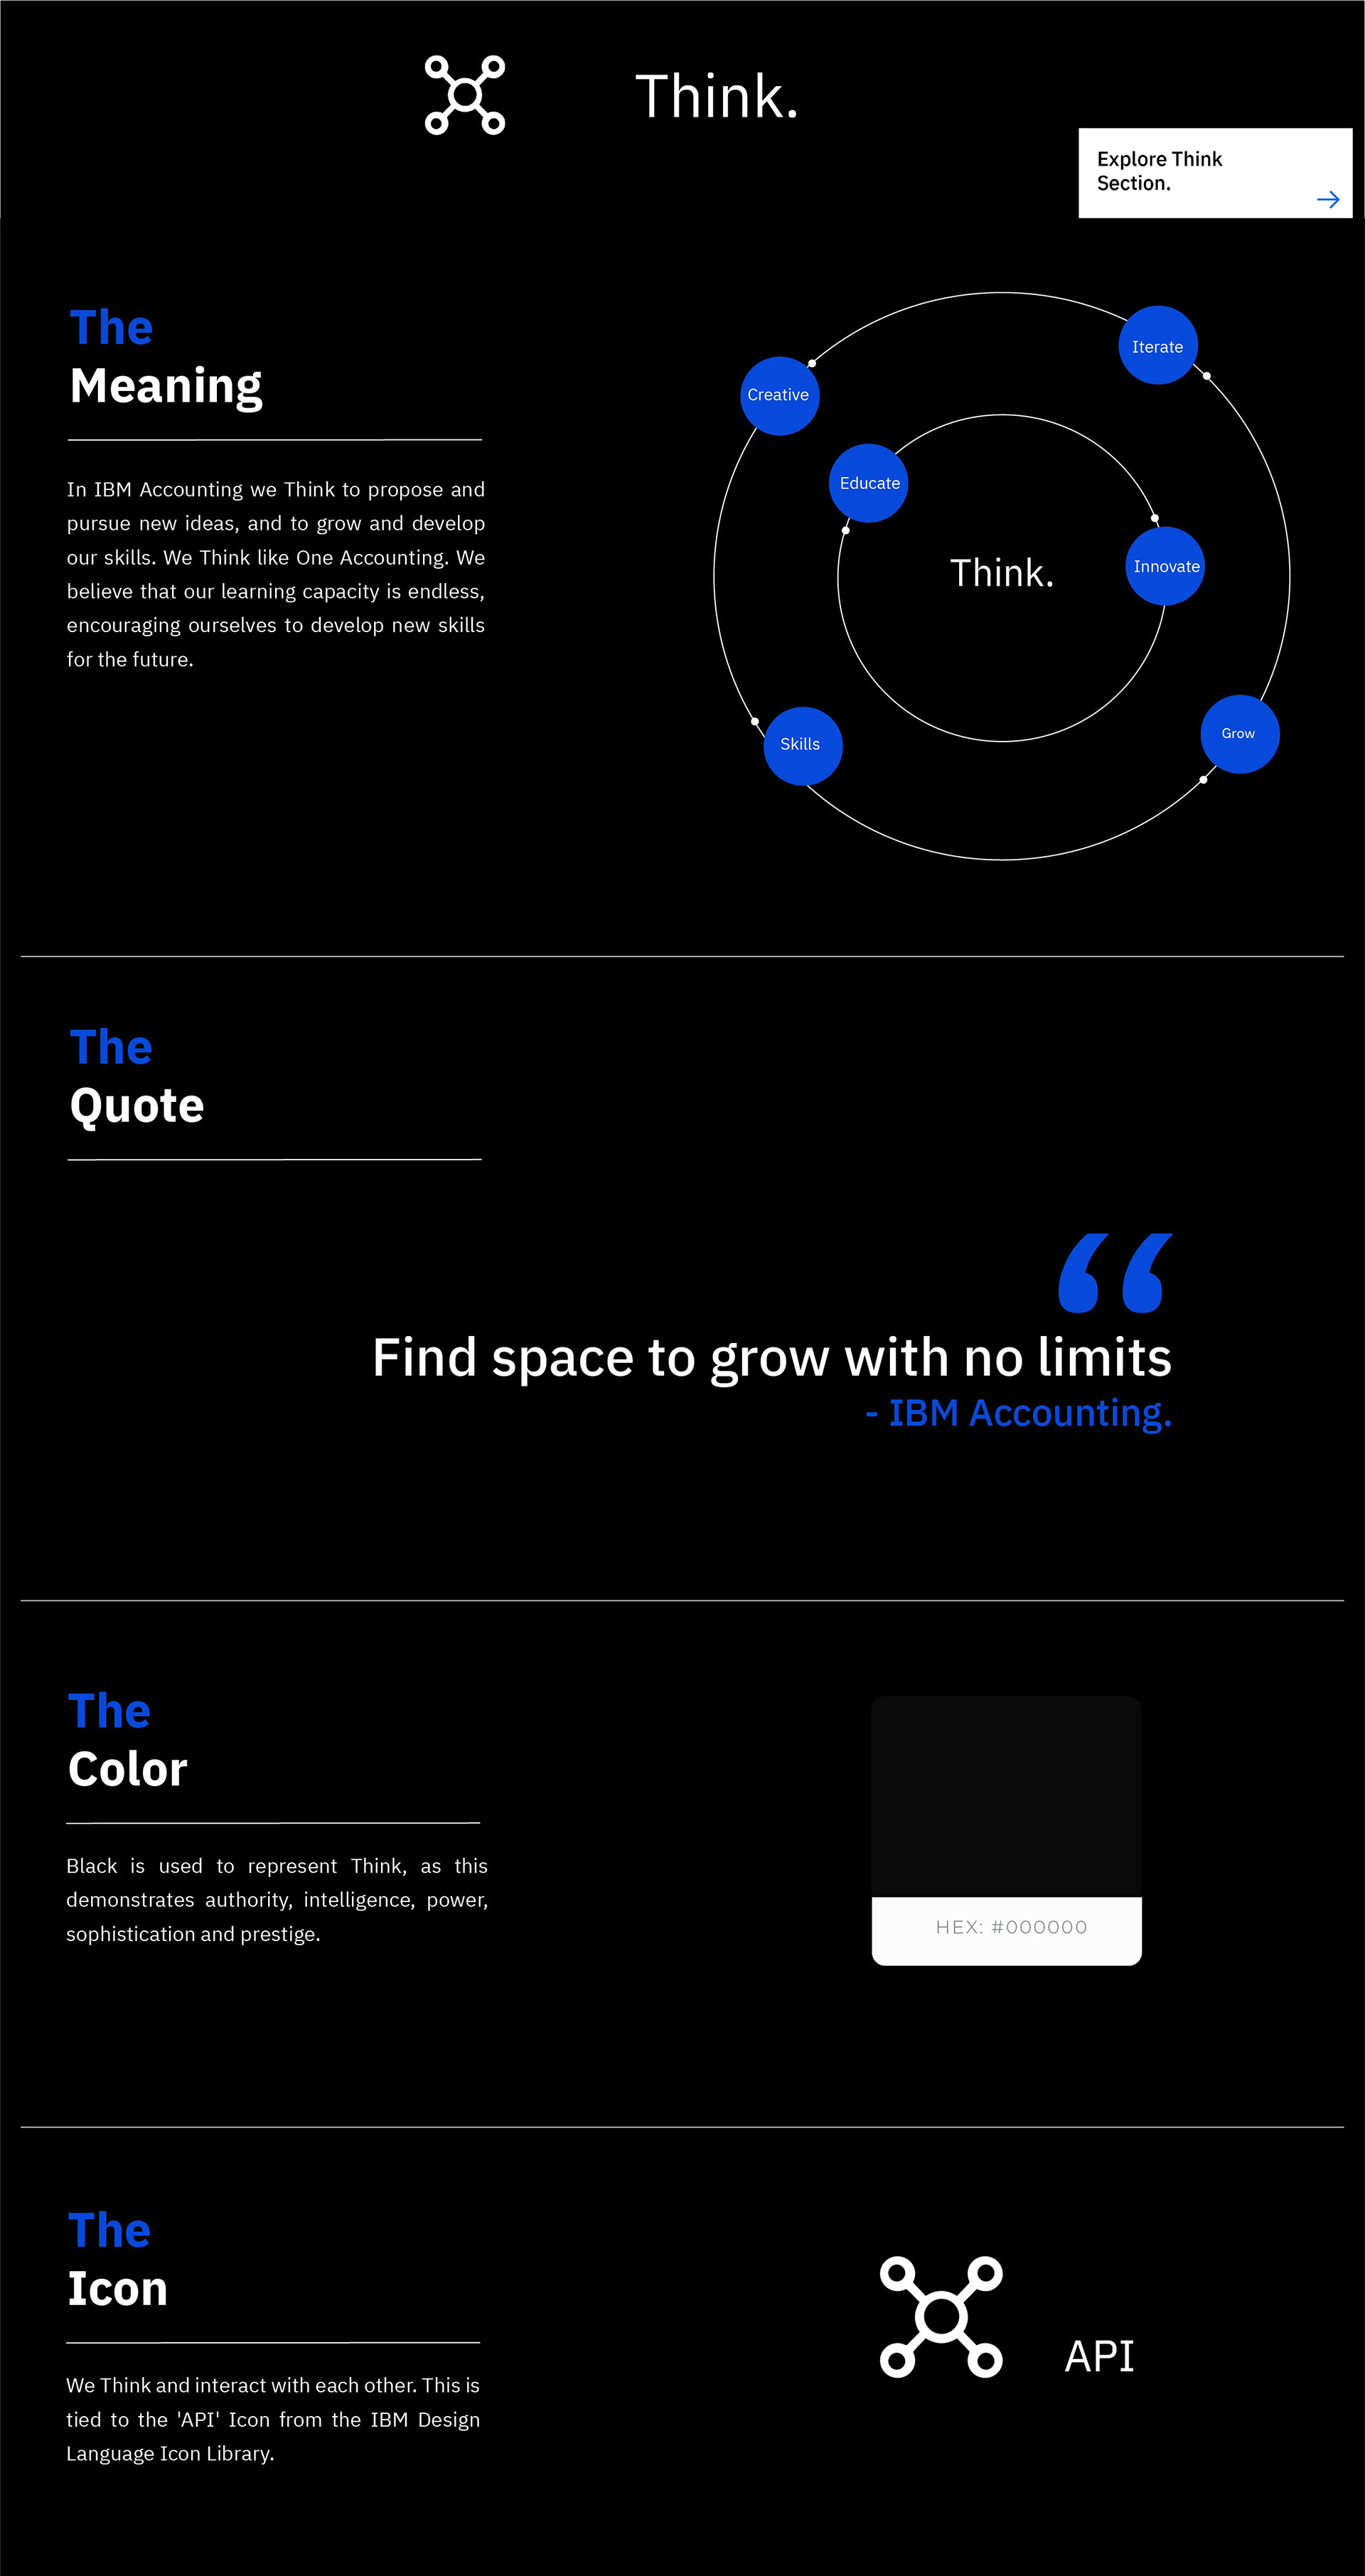 Think.
Explore Think
Section.
The
Meaning
In IBM Accounting we Think to propose and
pursue new ideas, and to grow and develop
our skills. We Think like One Accounting. We
believe that our learning capacity is endless,
encouraging ourselves to develop new skills
for the future.
Iterate
Creative
Educate
Innovate
Think.
Grow
Skills
The
Quote
“
Find space to grow with no limits
- IBM Accounting.
The
Color
Black is used to represent Think, as this
demonstrates authority, intelligence, power,
sophistication and prestige.
HEX: #000000
The
Icon
We Think and interact with each other. This is
tied to the 'API' Icon from the IBM Design
Language Icon Library.
API